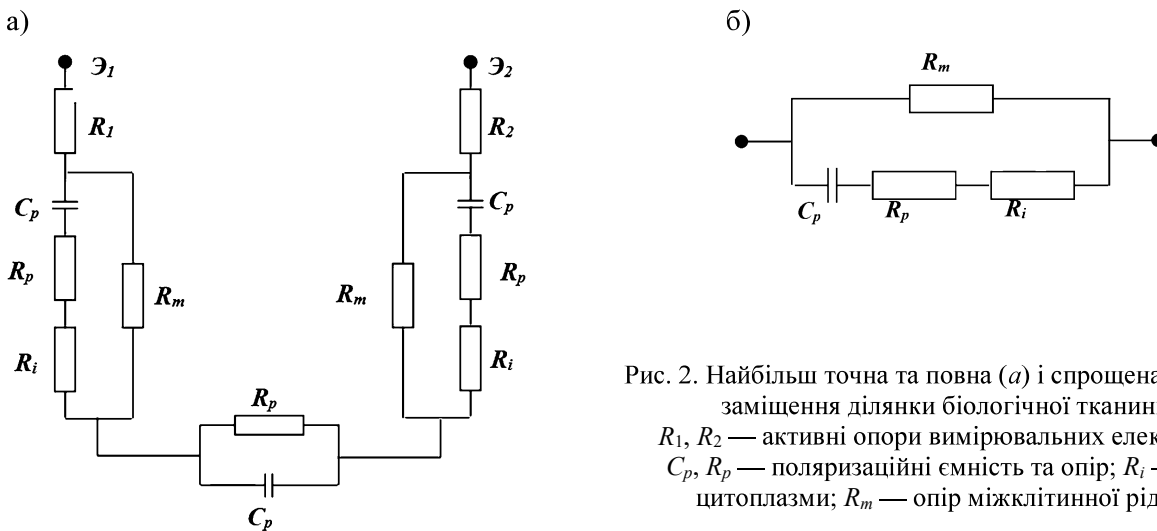 а)
б)
Э1
Э2
R1
R2
Cp
Cp
Rp
Rp
Rm
Rm
Ri
Ri
Rp
Cp
Rm
Cp
Rp
Ri
Рис. 2. Найбільш точна та повна (а) і спрощена
заміщення ділянки біологічної тканин
R1, R2 — активні опори вимірювальних елек
Cp, Rp — поляризаційні ємність та опір; Ri –
цитоплазми; Rm — опір міжклітинної рід